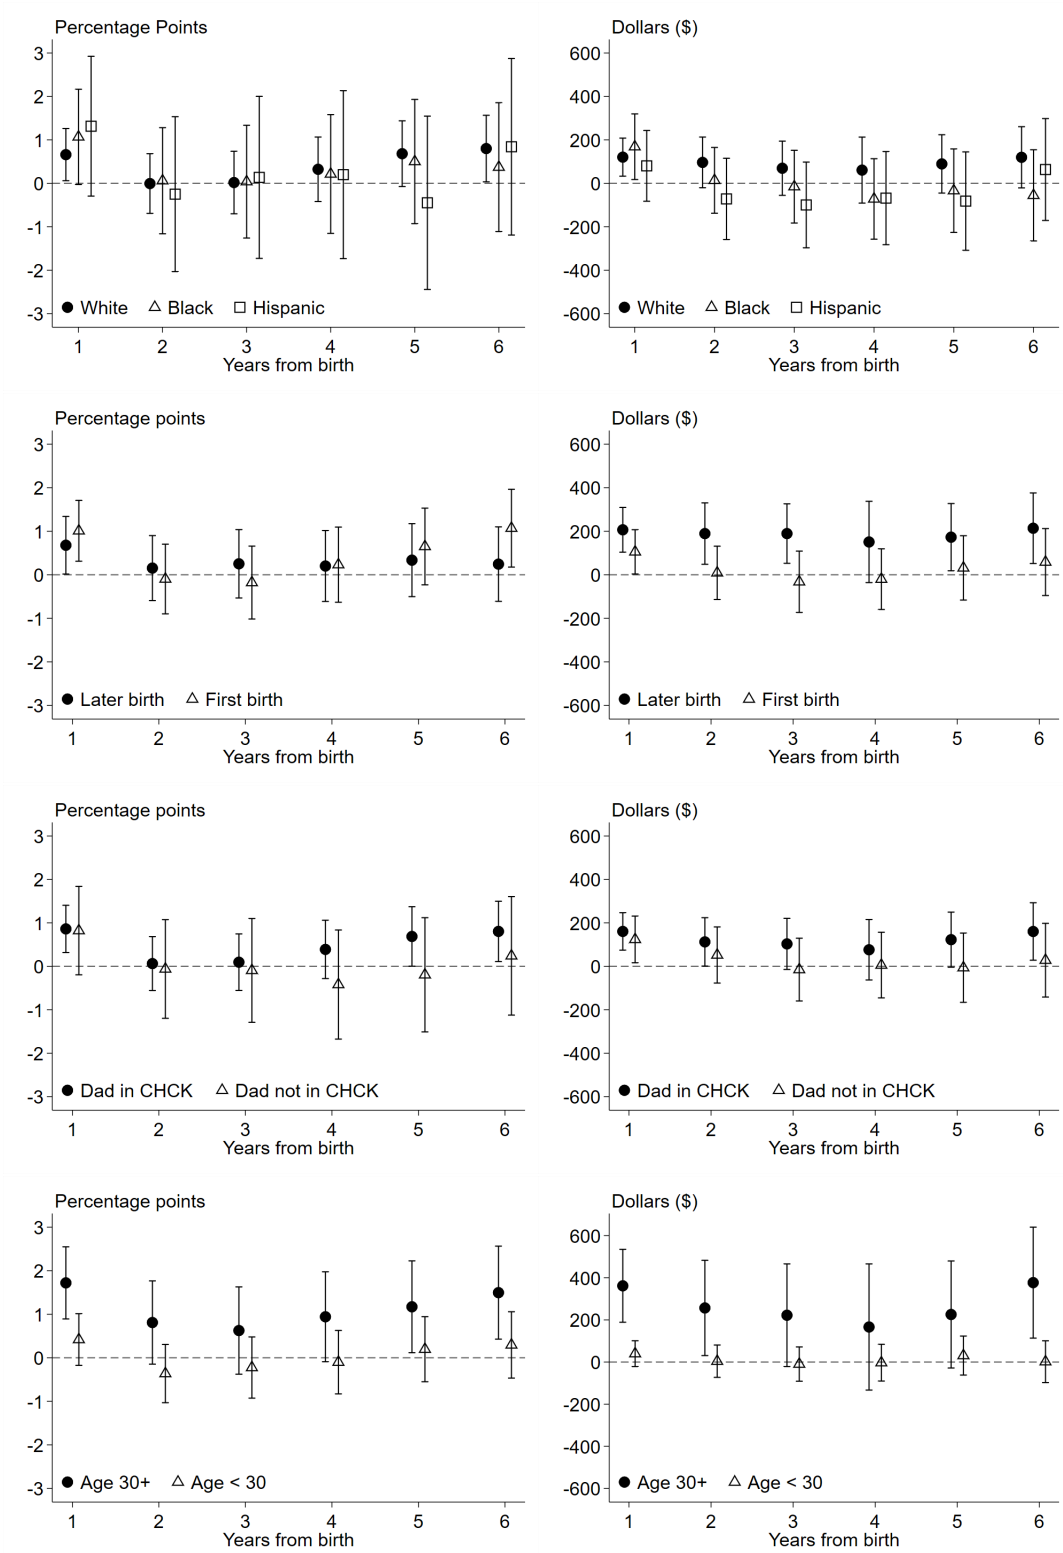 Percentage Points
3
2
1
0
-1
-2
-3
White Black Hispanic
1 2 3 4 5 6
Years from birth
Dollars ($)
600
400
200
0
-200
-400
-600
White Black Hispanic
1 2 3 4 5 6
Years from birth
Percentage points
3
2
1
0
-1
-2
-3
Later birth First birth
1 2 3 4 5 6
Years from birth
Dollars ($)
600
400
200
0
-200
-400
-600
Later birth First birth
1 2 3 4 5 6
Years from birth
Percentage points
3
2
1
0
-1
-2
-3
Dad in CHCK Dad not in CHCK
1 2 3 4 5 6
Years from birth
Dollars ($)
600
400
200
0
-200
-400
-600
Dad in CHCK Dad not in CHCK
1 2 3 4 5 6
Years from birth
Percentage points
3
2
1
0
-1
-2
-3
Age 30+ Age < 30
1 2 3 4 5 6
Years from birth
Dollars ($)
600
400
200
0
-200
-400
-600
Age 30+ Age < 30
1 2 3 4 5 6
Years from birth